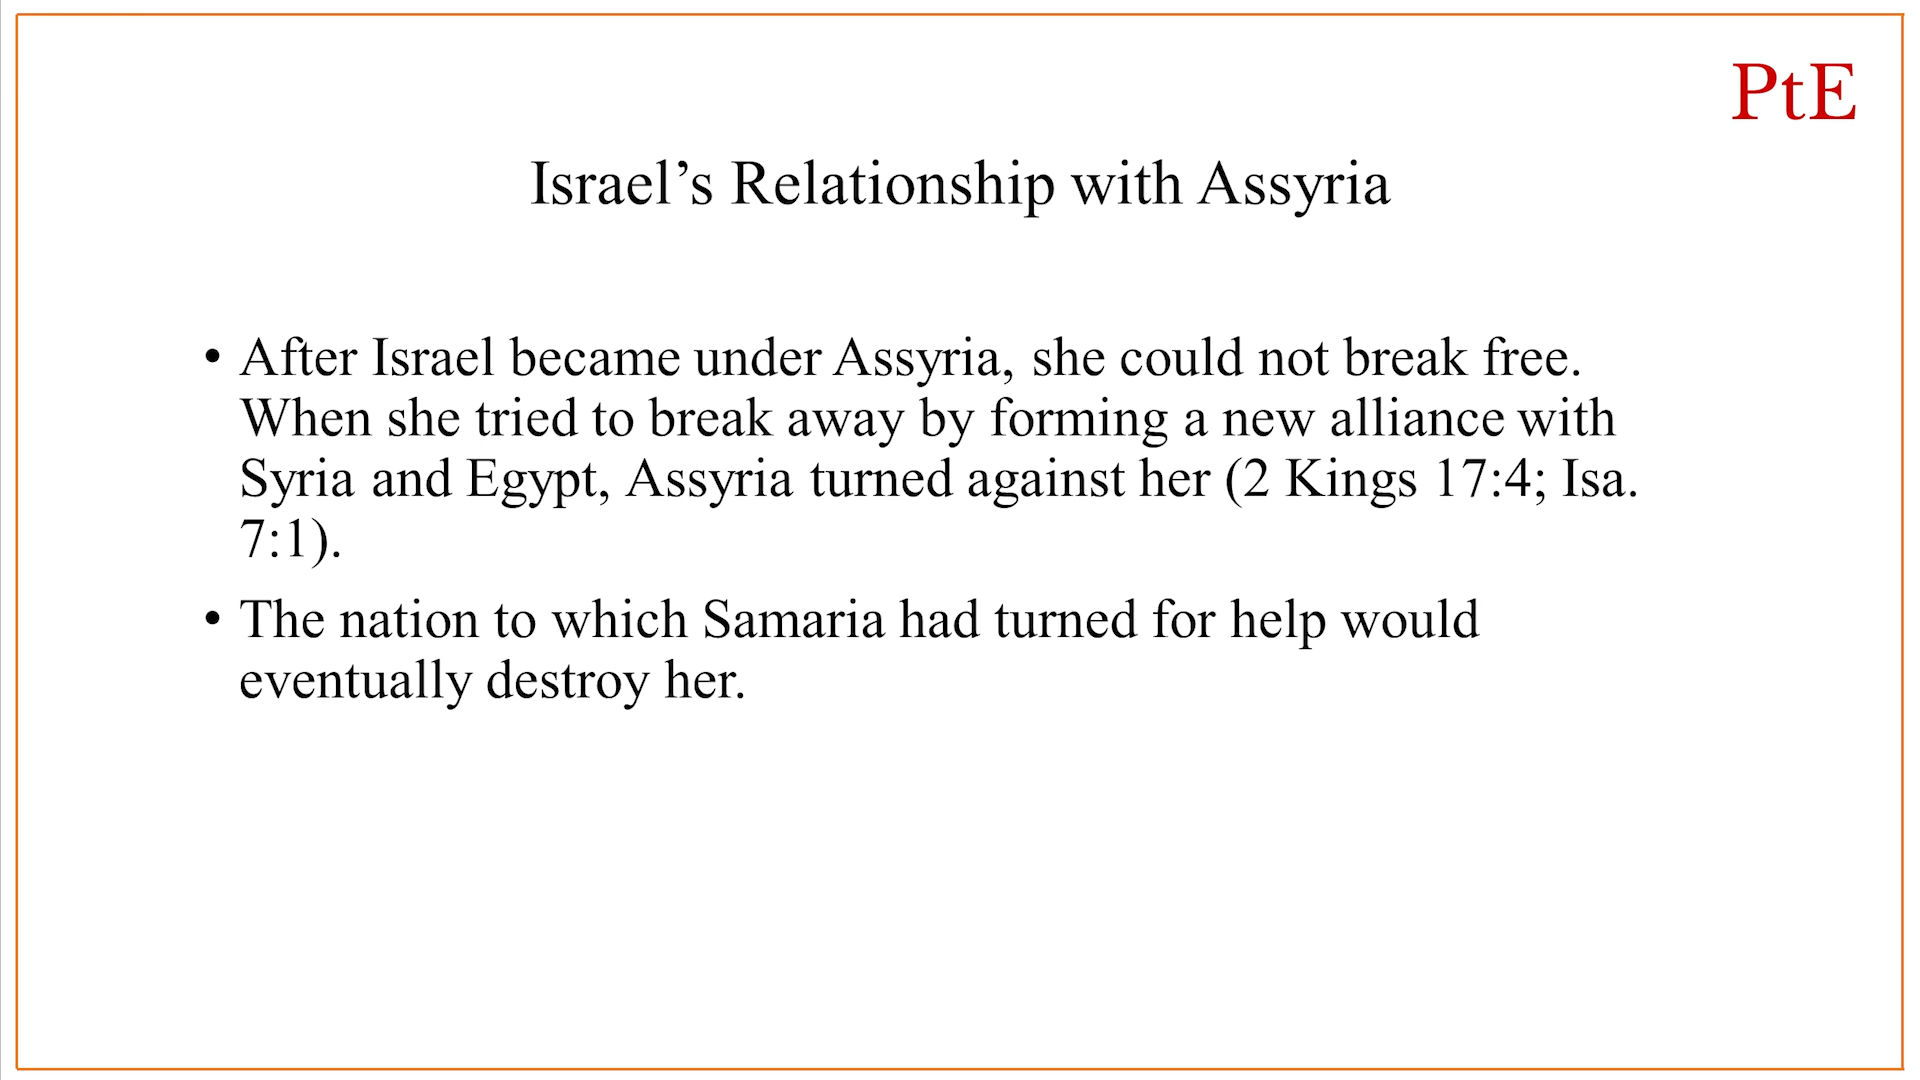 PtE
Israel’s Relationship with Assyria
• After Israel became under Assyria, she could not break free.
When she tried to break away by forming a new alliance with
Syria and Egypt, Assyria turned against her (2 Kings 17:4; Isa.
7:1).
• The nation to which Samaria had turned for help would
eventually destroy her.